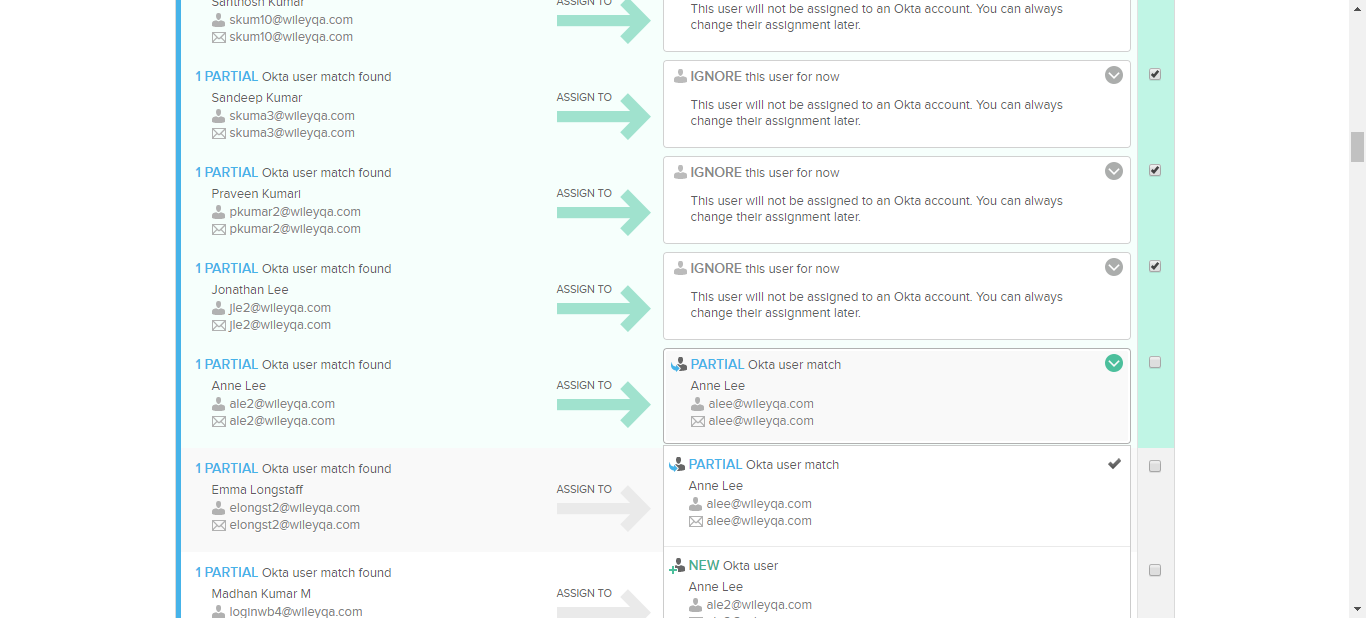 Santhosh Kumar
skum10@wileyqa.com
skum10@wileyqa.com
ASSIGN TO
This user will not be assigned to an Okta account. You can always
change their assignment later.
1 PARTIAL Okta user match found
Sandeep Kumar
skuma3@wileyqa.com
skuma3@wileyqa.com
ASSIGN TO
IGNORE this user for now
This user will not be assigned to an Okta account. You can always
change their assignment later.
1 PARTIAL Okta user match found
Praveen Kumari
pkumar2@wileyqa.com
pkumar2@wileyqa.com
ASSIGN TO
IGNORE this user for now
This user will not be assigned to an Okta account. You can always
change their assignment later.
1 PARTIAL Okta user match found
Jonathan Lee
jle2@wileyqa.com
jle2@wileyqa.com
ASSIGN TO
IGNORE this user for now
This user will not be assigned to an Okta account. You can always
change their assignment later.
1 PARTIAL Okta user match found
Anne Lee
ale2@wileyqa.com
ale2@wileyqa.com
ASSIGN TO
PARTIAL Okta user match
Anne Lee
alee@wileyqa.com
alee@wileyqa.com
1 PARTIAL Okta user match found
Emma Longstaff
elongst2@wileyqa.com
elongst2@wileyqa.com
ASSIGN TO
PARTIAL Okta user match
Anne Lee
alee@wileyqa.com
alee@wileyqa.com
1 PARTIAL Okta user match found
Madhan Kumar M
loginwb4@wileyqa.com
ASSIGN TO
NEW Okta user
Anne Lee
ale2@wileyqa.com